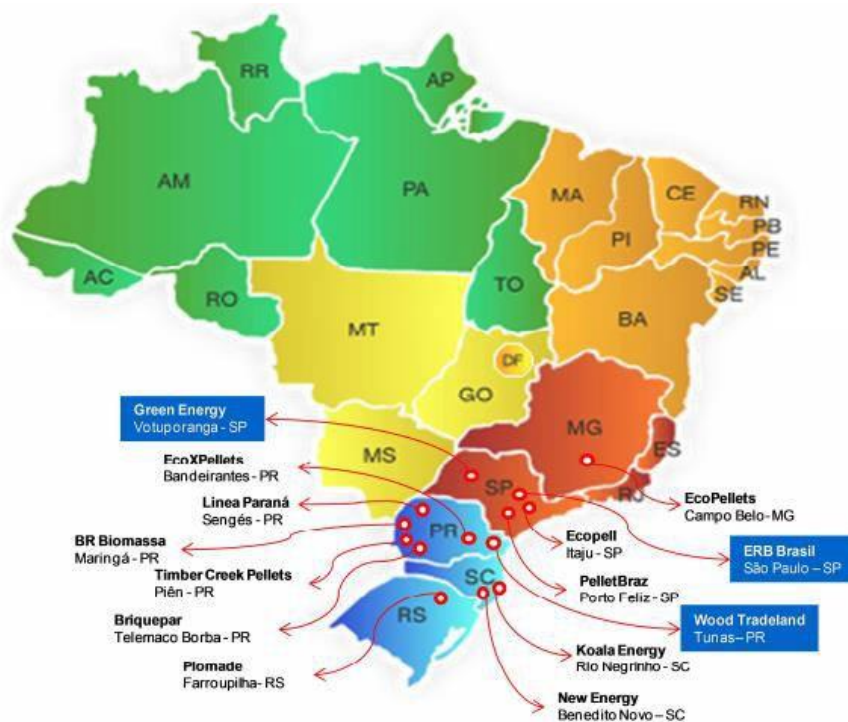 RR
AP
AM
PA
MA
CE
RN
PB
PE
AL
SE
PI
AC
RO
TO
BA
MT
DF
GO
Green Energy
Votuporanga - SP
MG
ES
MS
EcoXPellets
Bandeirantes - PR
SP
RJ
EcoPellets
Campo Belo-MG
Linea Paraná
Sengés - PR
PR
Ecopell
Itaju - SP
ERB Brasil
São Paulo – SP
BR Biomassa
Maringá - PR
Timber Creek Pellets
Piên - PR
SC
PelletBraz
Porto Feliz - SP
Briquepar
Telemaco Borba - PR
RS
Wood Tradeland
Tunas–PR
Koala Energy
Rio Negrinho - SC
Piomade
Farroupilha- RS
New Energy
Benedito Novo – SC